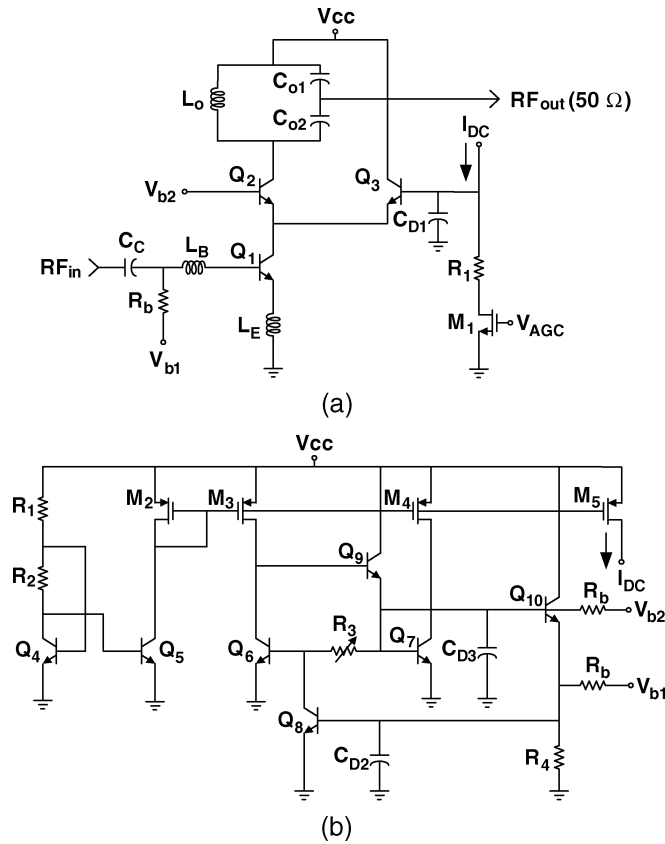 Vcc
Lo
Co1
Co2
RFout (50 Ω)
IDC
Q2
Q3
Vb2
CD1
CC
LB
Q1
RFin
R1
Rb
LE
M1
VAGC
Vb1
(a)
Vcc
R1
M2
M3
M4
M5
R2
Q9
IDC
Q10
Rb
Vb2
Q4
Q5
Q6
R3
Q7
CD3
Rb
Vb1
Q8
CD2
R4
(b)